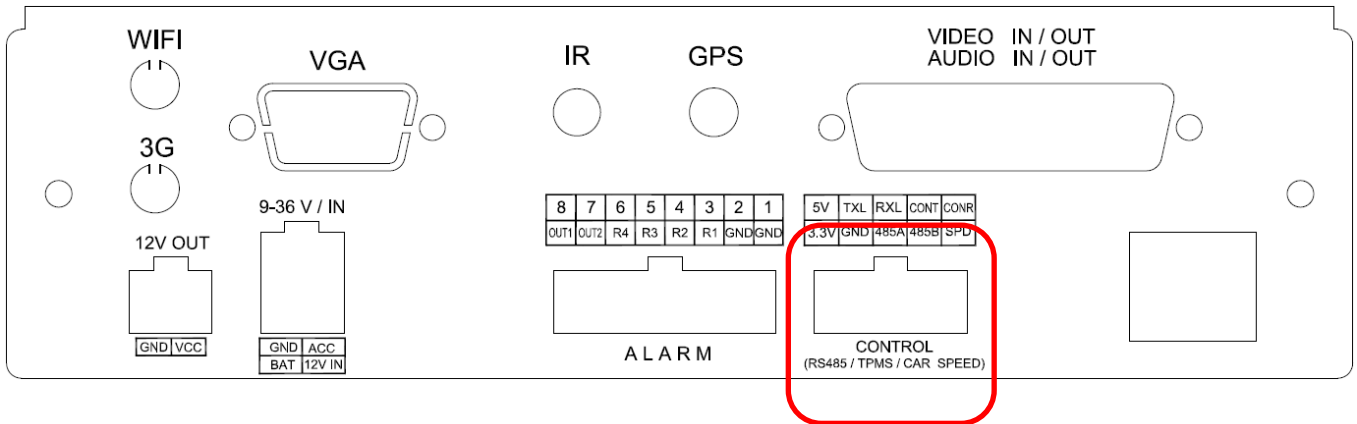 WIFI
VGA
IR
GPS
VIDEO IN / OUT
AUDIO IN / OUT
3G
9-36 V / IN
12V OUT
GND VCC
GND ACC
BAT 12V IN
8 7 6 5 4 3 2 1
OUT1 OUT2 R4 R3 R2 R1 GND GND
ALARM
5V TXL RXL CONT CONR
3.3V GND 485A 485B SPD
CONTROL
(RS485 / TPMS / CAR SPEED)